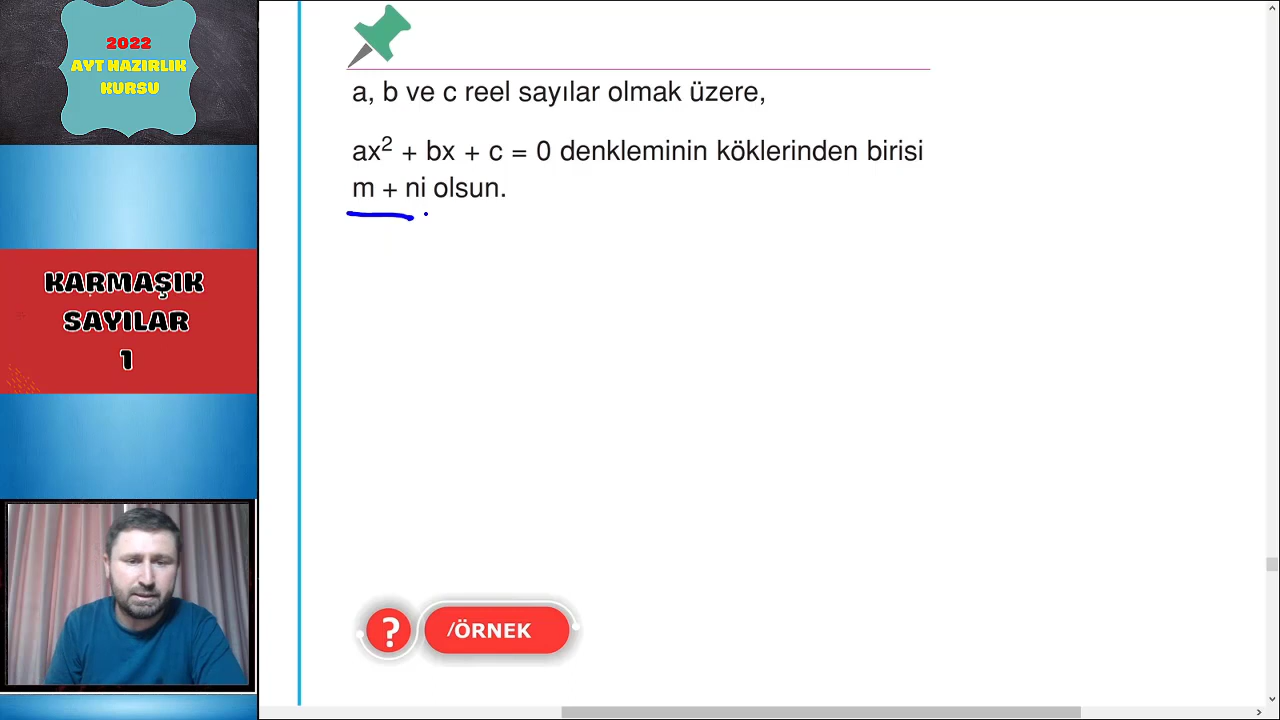 2022
AYT HAZIRLIK
KURSU
KARMAŞIK
SAYILAR
1
a, b ve c reel sayılar olmak üzere,
ax² + bx + c = 0 denkleminin köklerinden birisi
m + ni olsun.
? /ÖRNEK